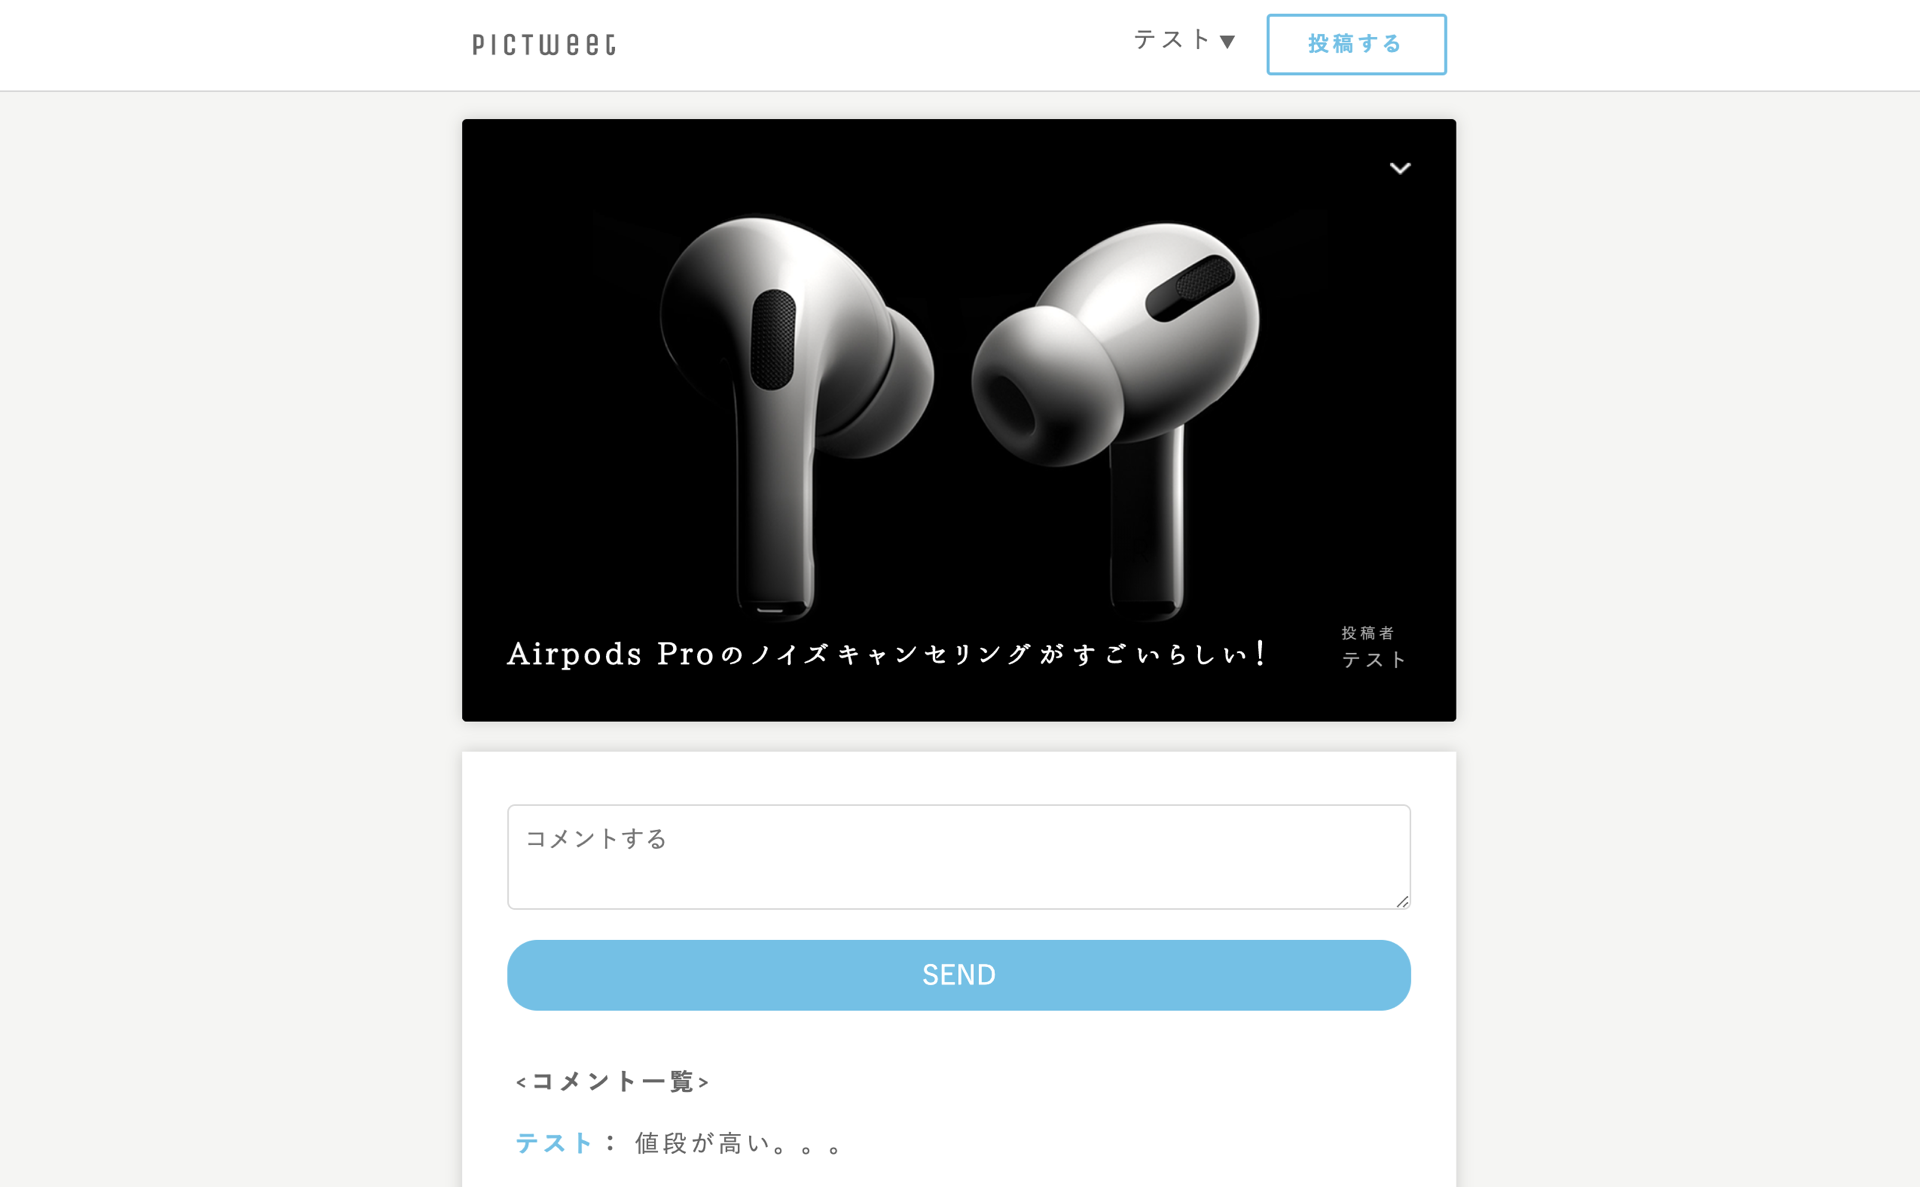 PICTWEET
テスト▼
投稿する
Airpods Proのノイズキャンセリングがすごいらしい!
投稿者
テスト
コメントする
SEND
<コメント一覧>
テスト： 値段が高い。。。